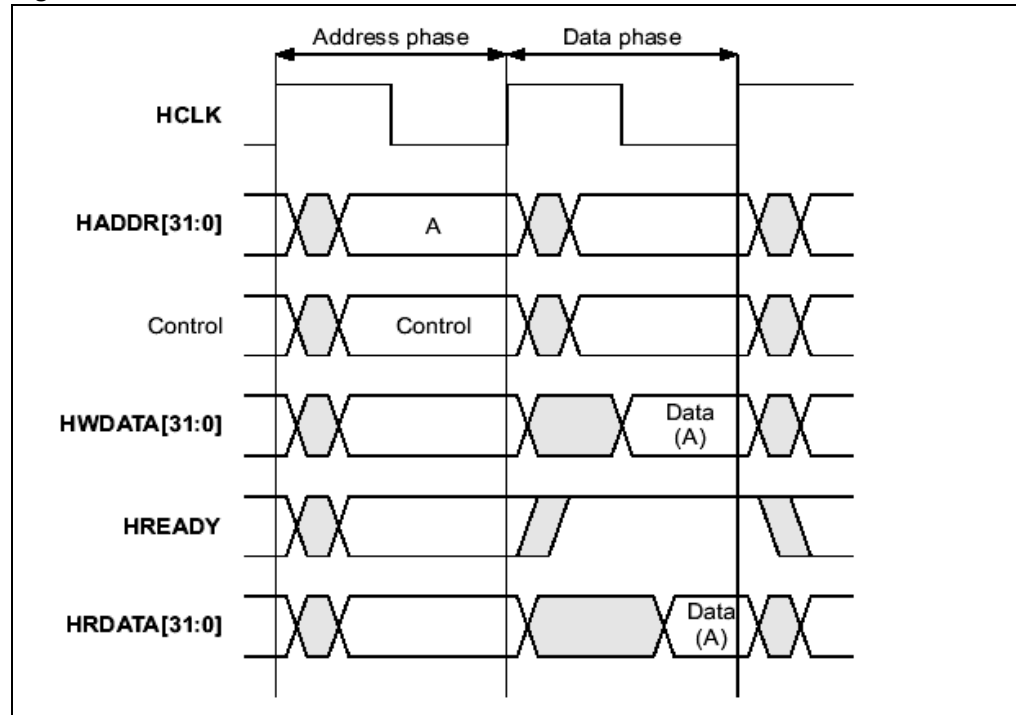 Address phase Data phase
HCLK
HADDR[31:0] A
Control Control
HWDATA[31:0] Data
(A)
HREADY
HRDATA[31:0] Data
(A)